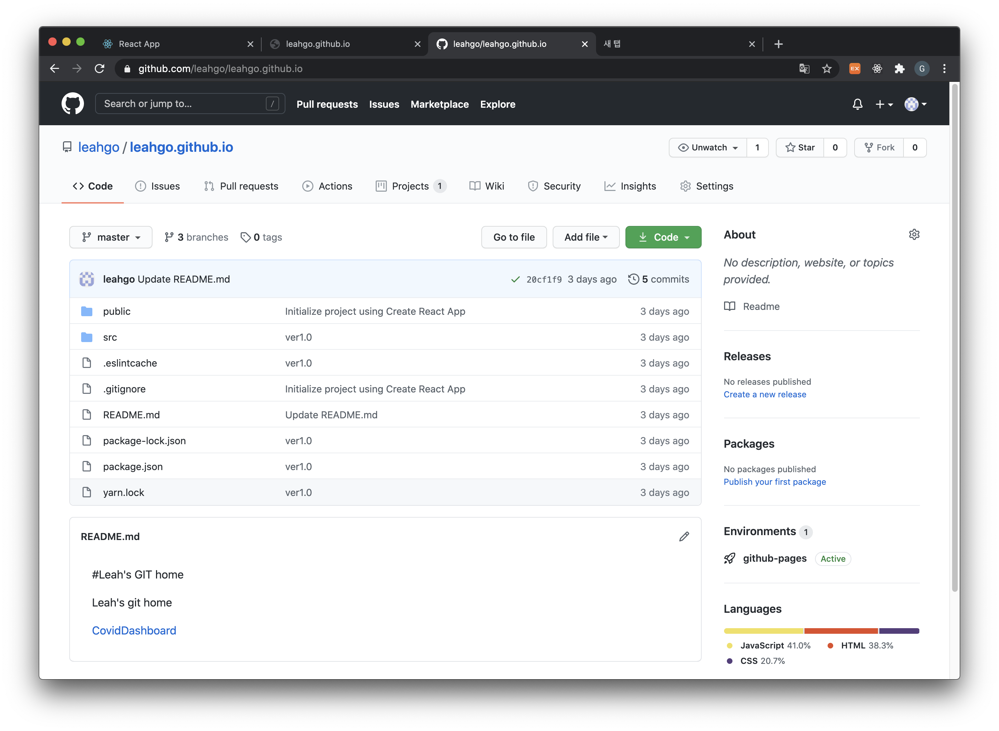 React App
leahgo.github.io
leahgo/leahgo.github.io
새 탭
github.com/leahgo/leahgo.github.io
EX
G
Search or jump to...
/
Pull requests
Issues
Marketplace
Explore
leahgo / leahgo.github.io
Unwatch 1
Star 0
Fork 0
Code
Issues
Pull requests
Actions
Projects 1
Wiki
Security
Insights
Settings
master
3 branches
0 tags
Go to file
Add file
Code
leahgo Update README.md
20cf1f9 3 days ago
5 commits
public Initialize project using Create React App 3 days ago
src ver1.0 3 days ago
.eslintcache ver1.0 3 days ago
.gitignore Initialize project using Create React App 3 days ago
README.md Update README.md 3 days ago
package-lock.json ver1.0 3 days ago
package.json ver1.0 3 days ago
yarn.lock ver1.0 3 days ago
README.md
#Leah's GIT home
Leah's git home
CovidDashboard
About
No description, website, or topics
provided.
Readme
Releases
No releases published
Create a new release
Packages
No packages published
Publish your first package
Environments 1
github-pages Active
Languages
JavaScript 41.0% HTML 38.3%
CSS 20.7%